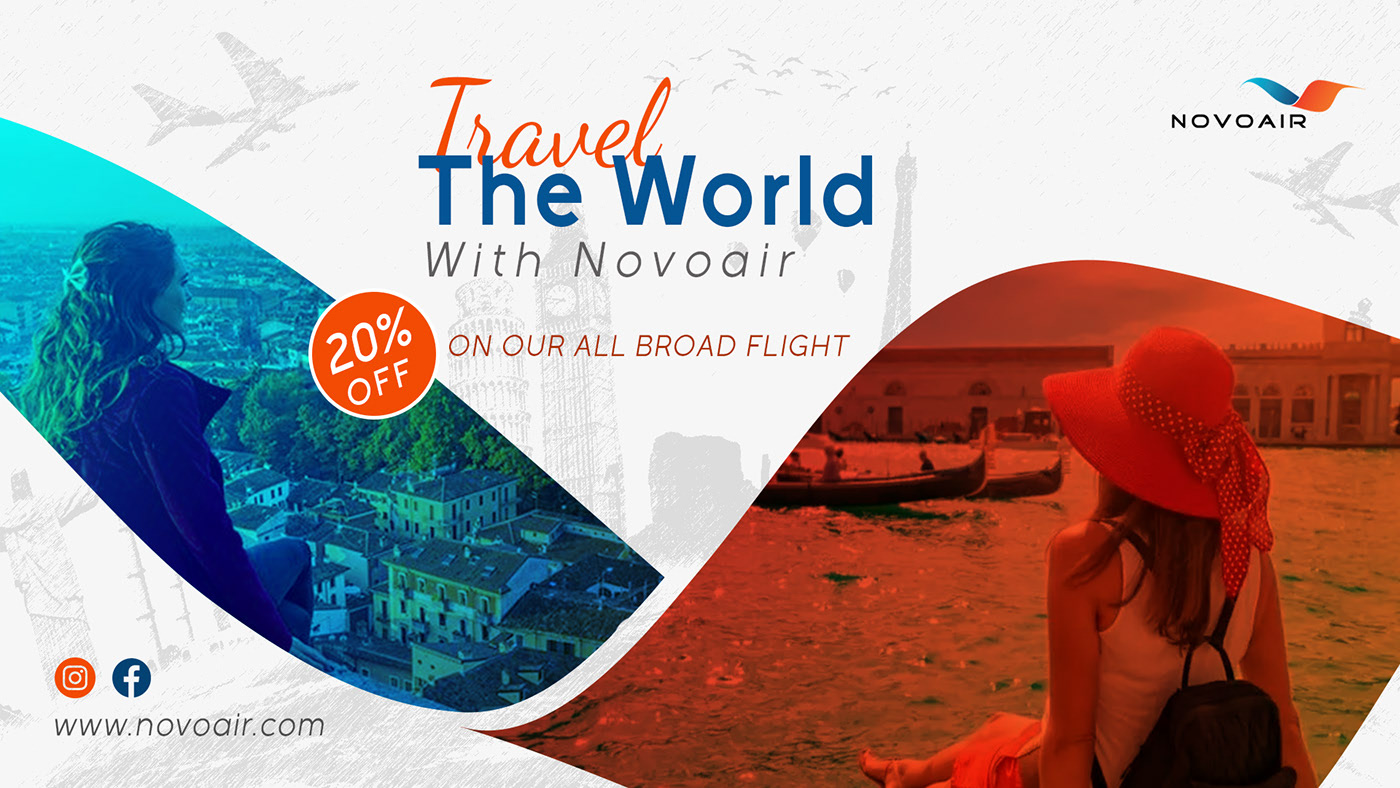 Travel
The World
With Novoair
20%
OFF
ON OUR ALL BROAD FLIGHT
NOVOAIR
www.novoair.com